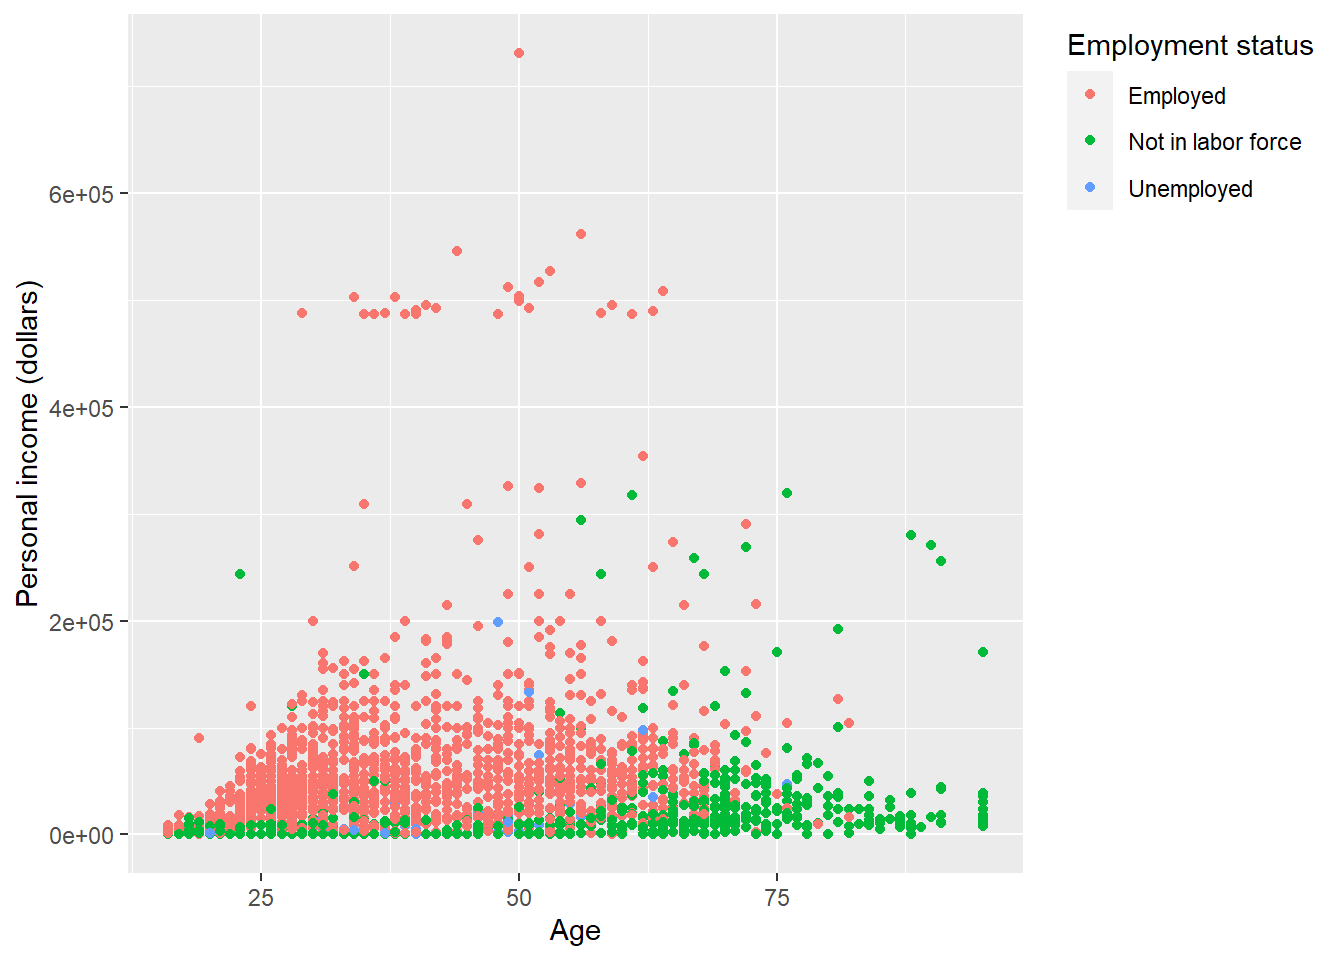 Employment status
Employed
Not in labor force
Unemployed
6e+05
4e+05
2e+05
0e+00
Personal income (dollars)
25 50 75
Age